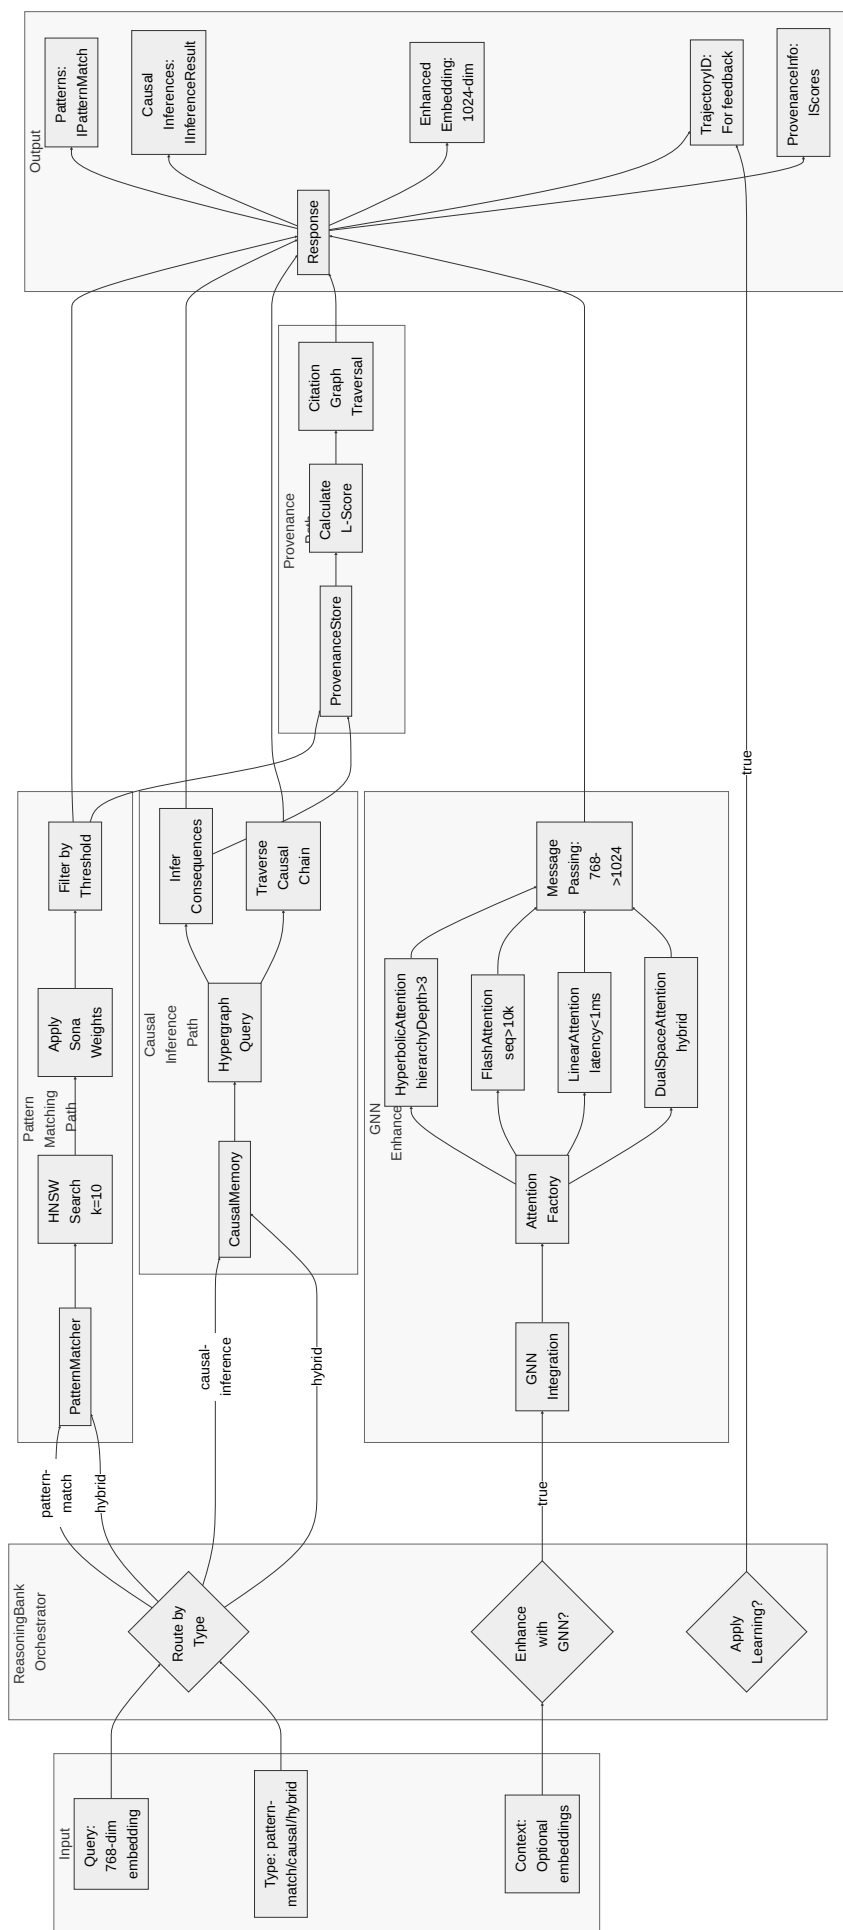 Input
Query:
768-dim
embedding
Type: pattern-
match/causal/hybrid
Context:
Optional
embeddings
ReasoningBank
Orchestrator
Route by
Type
Enhance
with
GNN?
Apply
Learning?
pattern-
match
hybrid
causal-
inference
hybrid
true
true
Pattern
Matching
Path
PatternMatcher
HNSW
Search
k=10
Apply
Sona
Weights
Filter by
Threshold
Causal
Inference
Path
CausalMemory
Hypergraph
Query
Infer
Consequences
Traverse
Causal
Chain
GNN
Enhance
GNN
Integration
Attention
Factory
HyperbolicAttention
hierarchyDepth>3
FlashAttention
seq>10k
LinearAttention
latency<1ms
DualSpaceAttention
hybrid
Message
Passing:
768-
>1024
Provenance
Path
ProvenanceStore
Calculate
L-Score
Citation
Graph
Traversal
Output
Response
Patterns:
IPatternMatch
Causal
Inferences:
IInferenceResult
Enhanced
Embedding:
1024-dim
TrajectoryID:
For feedback
ProvenanceInfo:
lScores